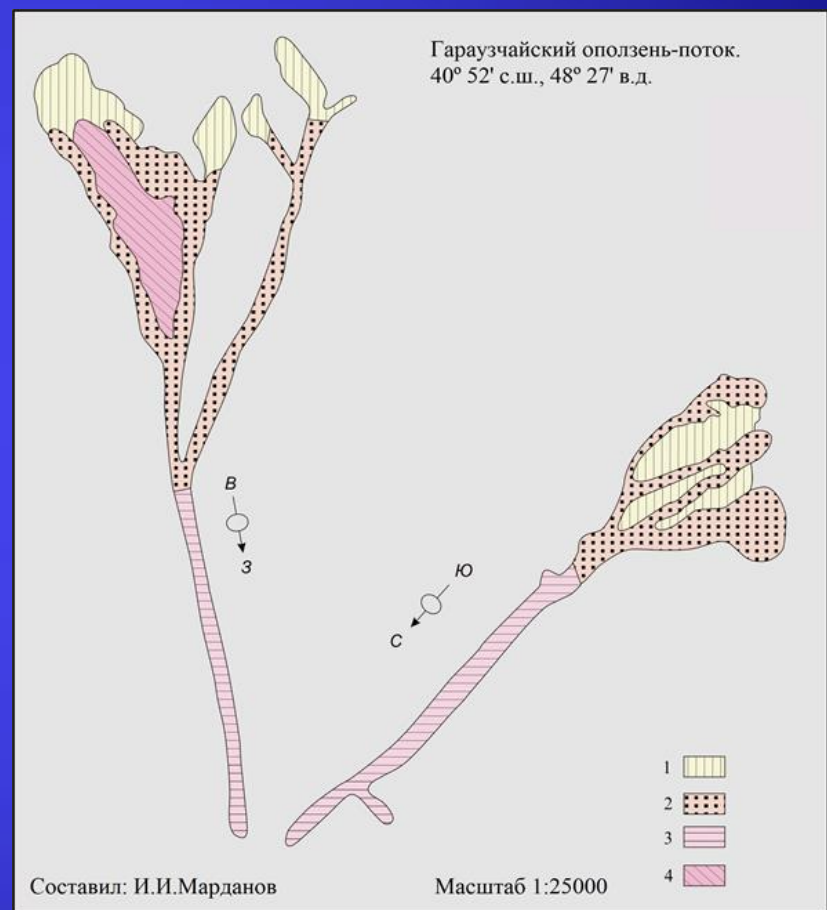 Гараузчайский оползень-поток.
40º 52' с.ш., 48º 27' в.д.
В
З
Ю
С
1
2
3
4
Составил: И.И.Марданов
Масштаб 1:25000